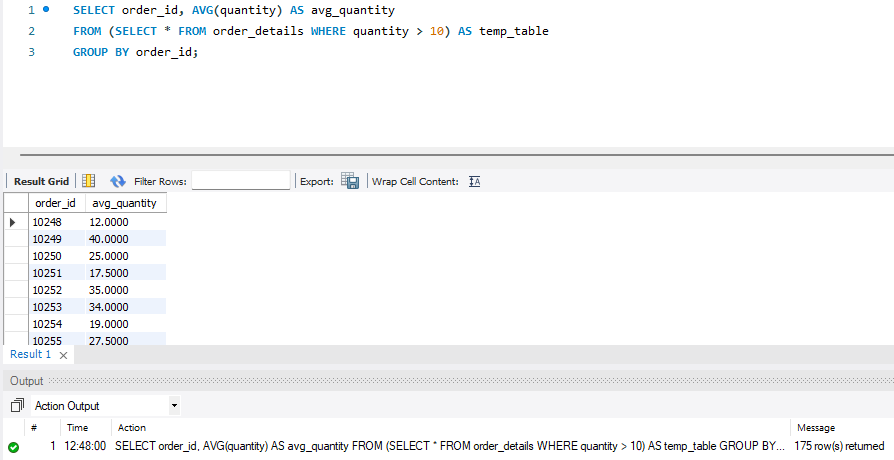 1 SELECT order_id, AVG(quantity) AS avg_quantity
2 FROM (SELECT * FROM order_details WHERE quantity > 10) AS temp_table
3 GROUP BY order_id;
Result Grid Filter Rows: Export: Wrap Cell Content:
order_id avg_quantity
10248 12.0000
10249 40.0000
10250 25.0000
10251 17.5000
10252 35.0000
10253 34.0000
10254 19.0000
10255 27.5000
Result 1
Output
Action Output
# Time Action Message
1 12:48:00 SELECT order_id, AVG(quantity) AS avg_quantity FROM (SELECT * FROM order_details WHERE quantity > 10) AS temp_table GROUP BY... 175 row(s) returned